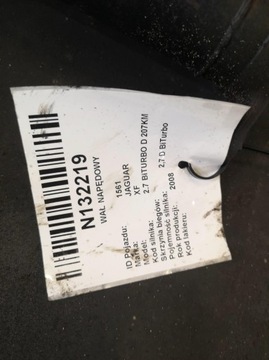 N132219
WAŁ NAPĘDOWY
ID Pojazdu: 1561
Marka: JAGUAR
Model: XF
2.7 BITURBO D 207KM
Kod silnika:
Skrzynia biegów:
Pojemność silnika: 2,7 D BiTurbo
Rok produkcji: 2008
Kod lakieru: